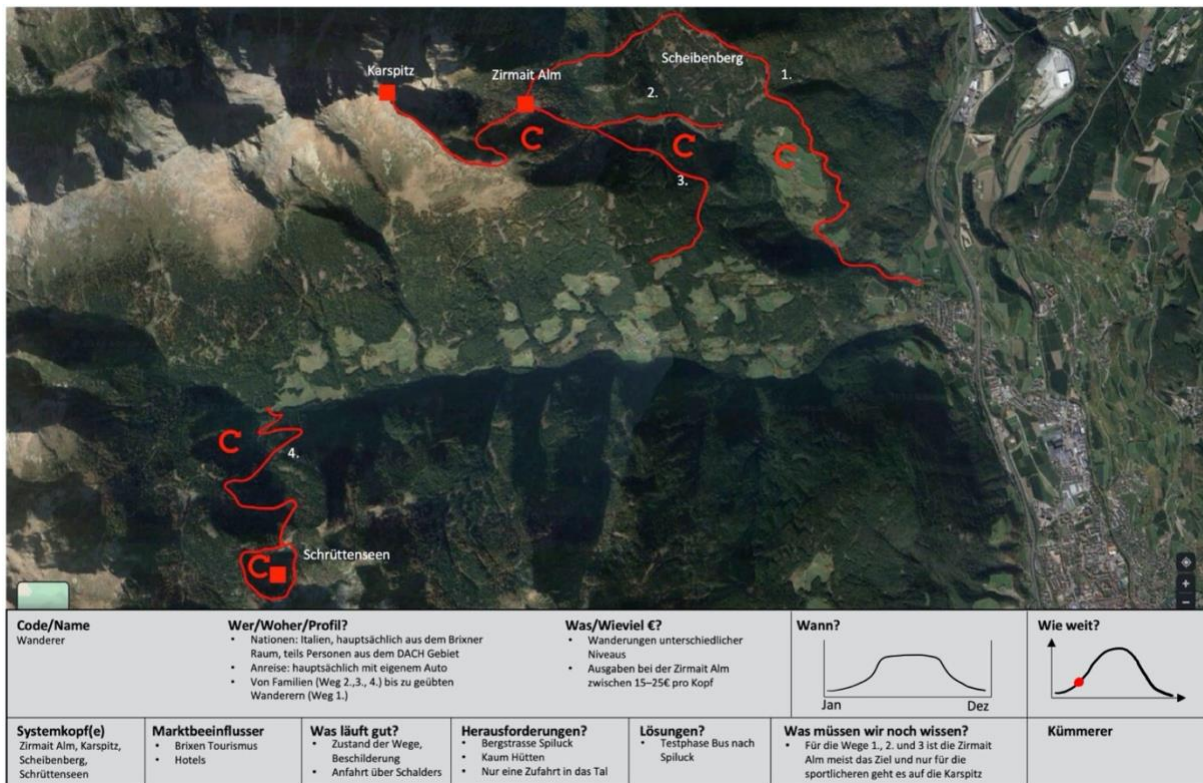 Karspitz
Zirmait Alm
Scheibenberg
1.
2.
3.
4.
Schrüttenseen
Code/Name
Wanderer
Wer/Woher/Profil?
• Nationen: Italien, hauptsächlich aus dem Brixner
Raum, teils Personen aus dem DACH Gebiet
• Anreise: hauptsächlich mit eigenem Auto
• Von Familien (Weg 2.,3., 4.) bis zu geübten
Wanderern (Weg 1.)
Was/Wieviel €?
• Wanderungen unterschiedlicher
Niveaus
• Ausgaben bei der Zirmait Alm
zwischen 15–25€ pro Kopf
Wann?
Jan
Dez
Wie weit?
Systemkopf(e)
Zirmait Alm, Karspitz,
Scheibenberg,
Schrüttenseen
Marktbeeinflusser
• Brixen Tourismus
• Hotels
Was läuft gut?
• Zustand der Wege,
Beschilderung
• Anfahrt über Schalders
Herausforderungen?
• Bergstrasse Spiluck
• Kaum Hütten
• Nur eine Zufahrt in das Tal
Lösungen?
• Testphase Bus nach
Spiluck
Was müssen wir noch wissen?
• Für die Wege 1., 2. und 3 ist die Zirmait
Alm meist das Ziel und nur für die
sportlicheren geht es auf die Karspitz
Kümmerer